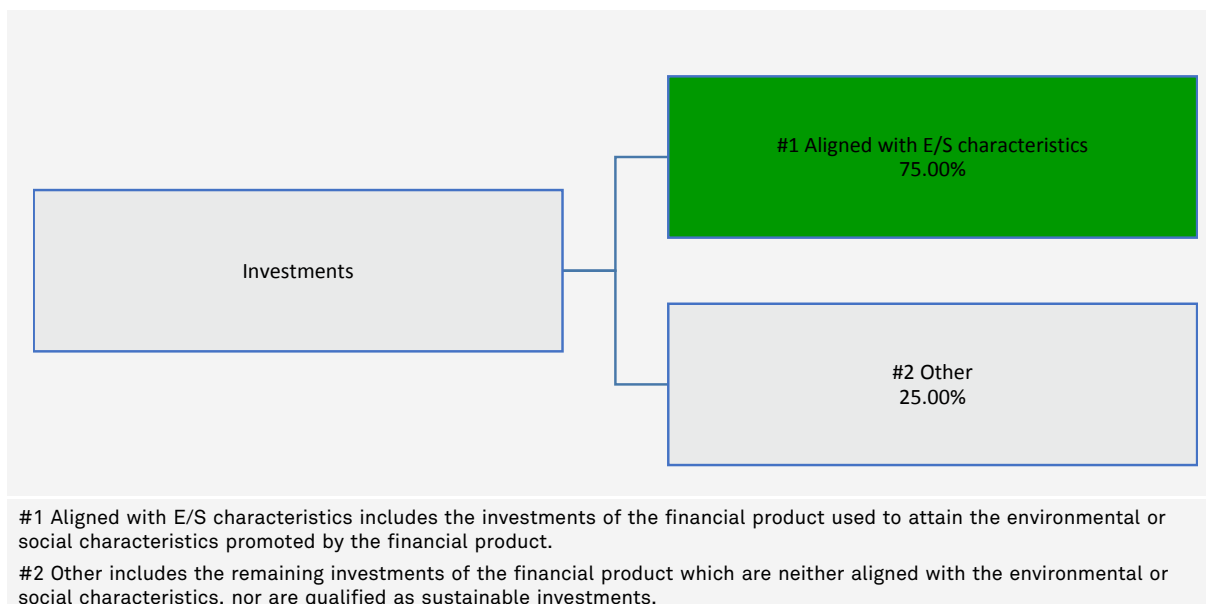 #1 Aligned with E/S characteristics
75.00%
Investments
#2 Other
25.00%
#1 Aligned with E/S characteristics includes the investments of the financial product used to attain the environmental or
social characteristics promoted by the financial product.
#2 Other includes the remaining investments of the financial product which are neither aligned with the environmental or
social characteristics, nor are qualified as sustainable investments.